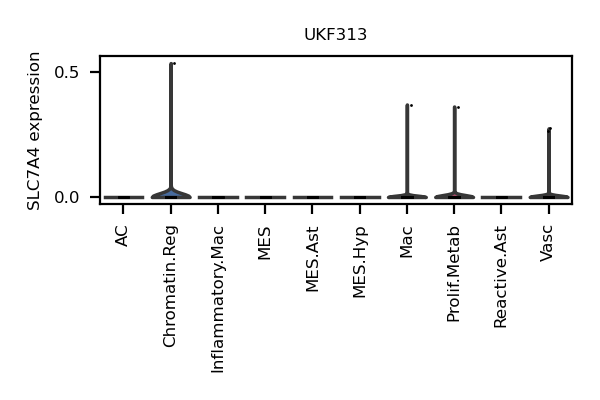 UKF313
SLC7A4 expression
0.5
0.0
AC
Chromatin.Reg
Inflammatory.Mac
MES
MES.Ast
MES.Hyp
Mac
Prolif.Metab
Reactive.Ast
Vasc